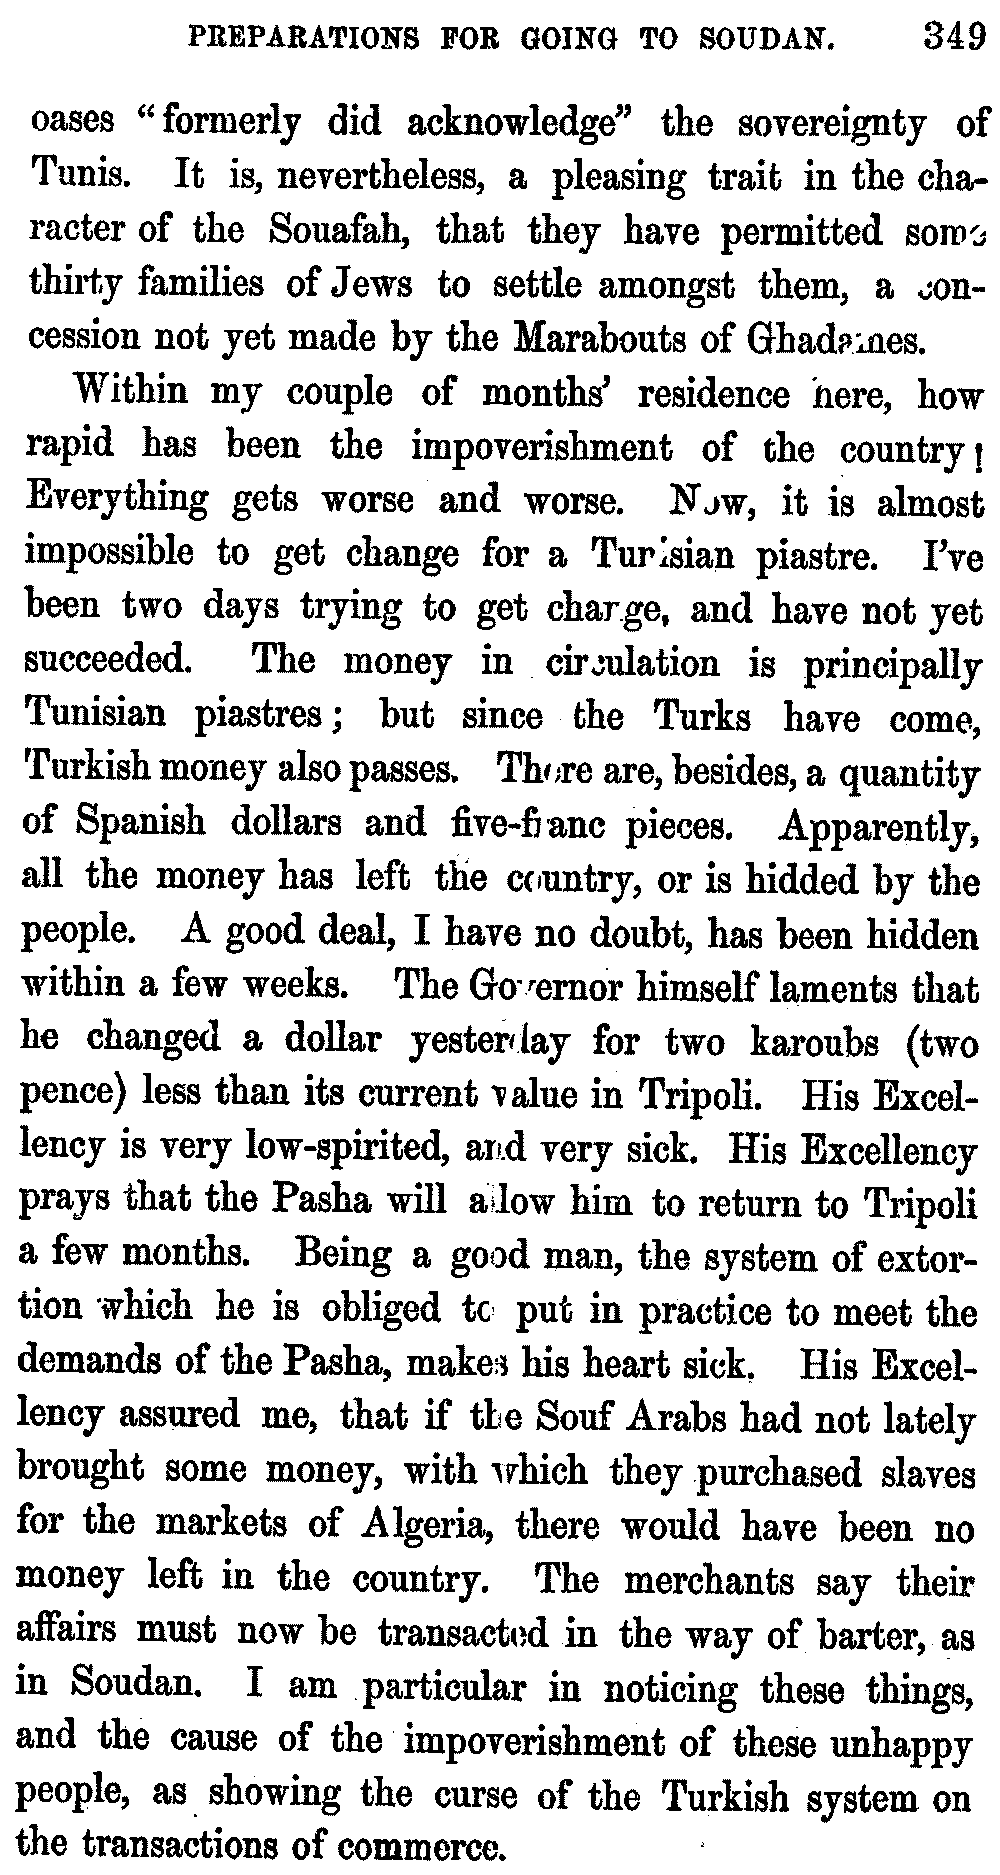 PREPARATIONS FOR GOING TO SOUDAN. 349
oases "formerly did acknowledge" the sovereignty of
Tunis. It is, nevertheless, a pleasing trait in the cha-
racter of the Souafah, that they have permitted some
thirty families of Jews to settle amongst them, a con-
cession not yet made by the Marabouts of Ghadames.
Within my couple of months' residence here, how
rapid has been the impoverishment of the country!
Everything gets worse and worse. Now, it is almost
impossible to get change for a Tunisian piastre. I've
been two days trying to get change, and have not yet
succeeded. The money in circulation is principally
Tunisian piastres; but since the Turks have come,
Turkish money also passes. There are, besides, a quantity
of Spanish dollars and five-franc pieces. Apparently,
all the money has left the country, or is hidded by the
people. A good deal, I have no doubt, has been hidden
within a few weeks. The Governor himself laments that
he changed a dollar yesterday for two karoubs (two
pence) less than its current value in Tripoli. His Excel-
lency is very low-spirited, and very sick. His Excellency
prays that the Pasha will allow him to return to Tripoli
a few months. Being a good man, the system of extor-
tion which he is obliged to put in practice to meet the
demands of the Pasha, makes his heart sick. His Excel-
lency assured me, that if the Souf Arabs had not lately
brought some money, with which they purchased slaves
for the markets of Algeria, there would have been no
money left in the country. The merchants say their
affairs must now be transacted in the way of barter, as
in Soudan. I am particular in noticing these things,
and the cause of the impoverishment of these unhappy
people, as showing the curse of the Turkish system on
the transactions of commerce.